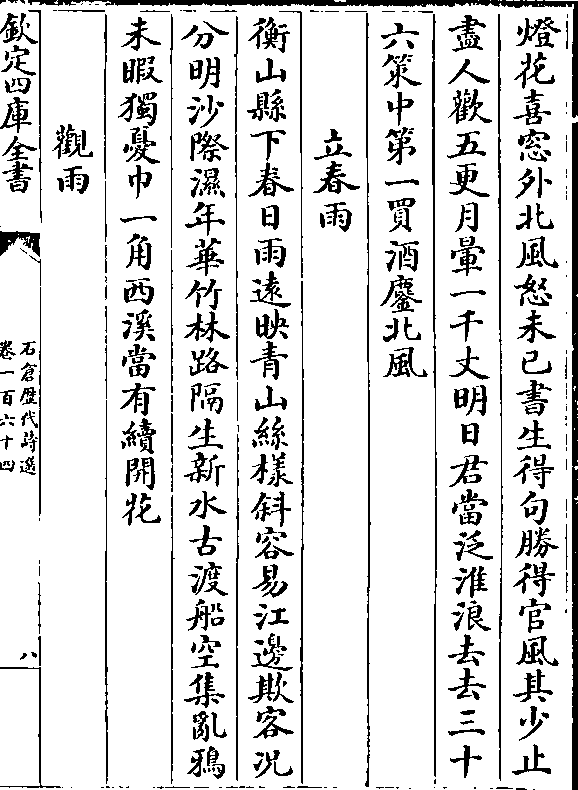 燈花喜窓外北風怒未已書生得句勝得官風其少止
盡人歡五更月暈一千丈明日君當泛淮浪去去三十
六策中第一買酒鏖北風
立春雨
衡山縣下春日雨遠映青山絲様斜容易江邊欺客况
分明沙際濕年華竹林路隔生新水古渡船空集亂鴉
未暇獨憂巾一角西溪當有續開花
觀雨
欽定四庫全書
石倉歷代詩選
卷一百六十四
八